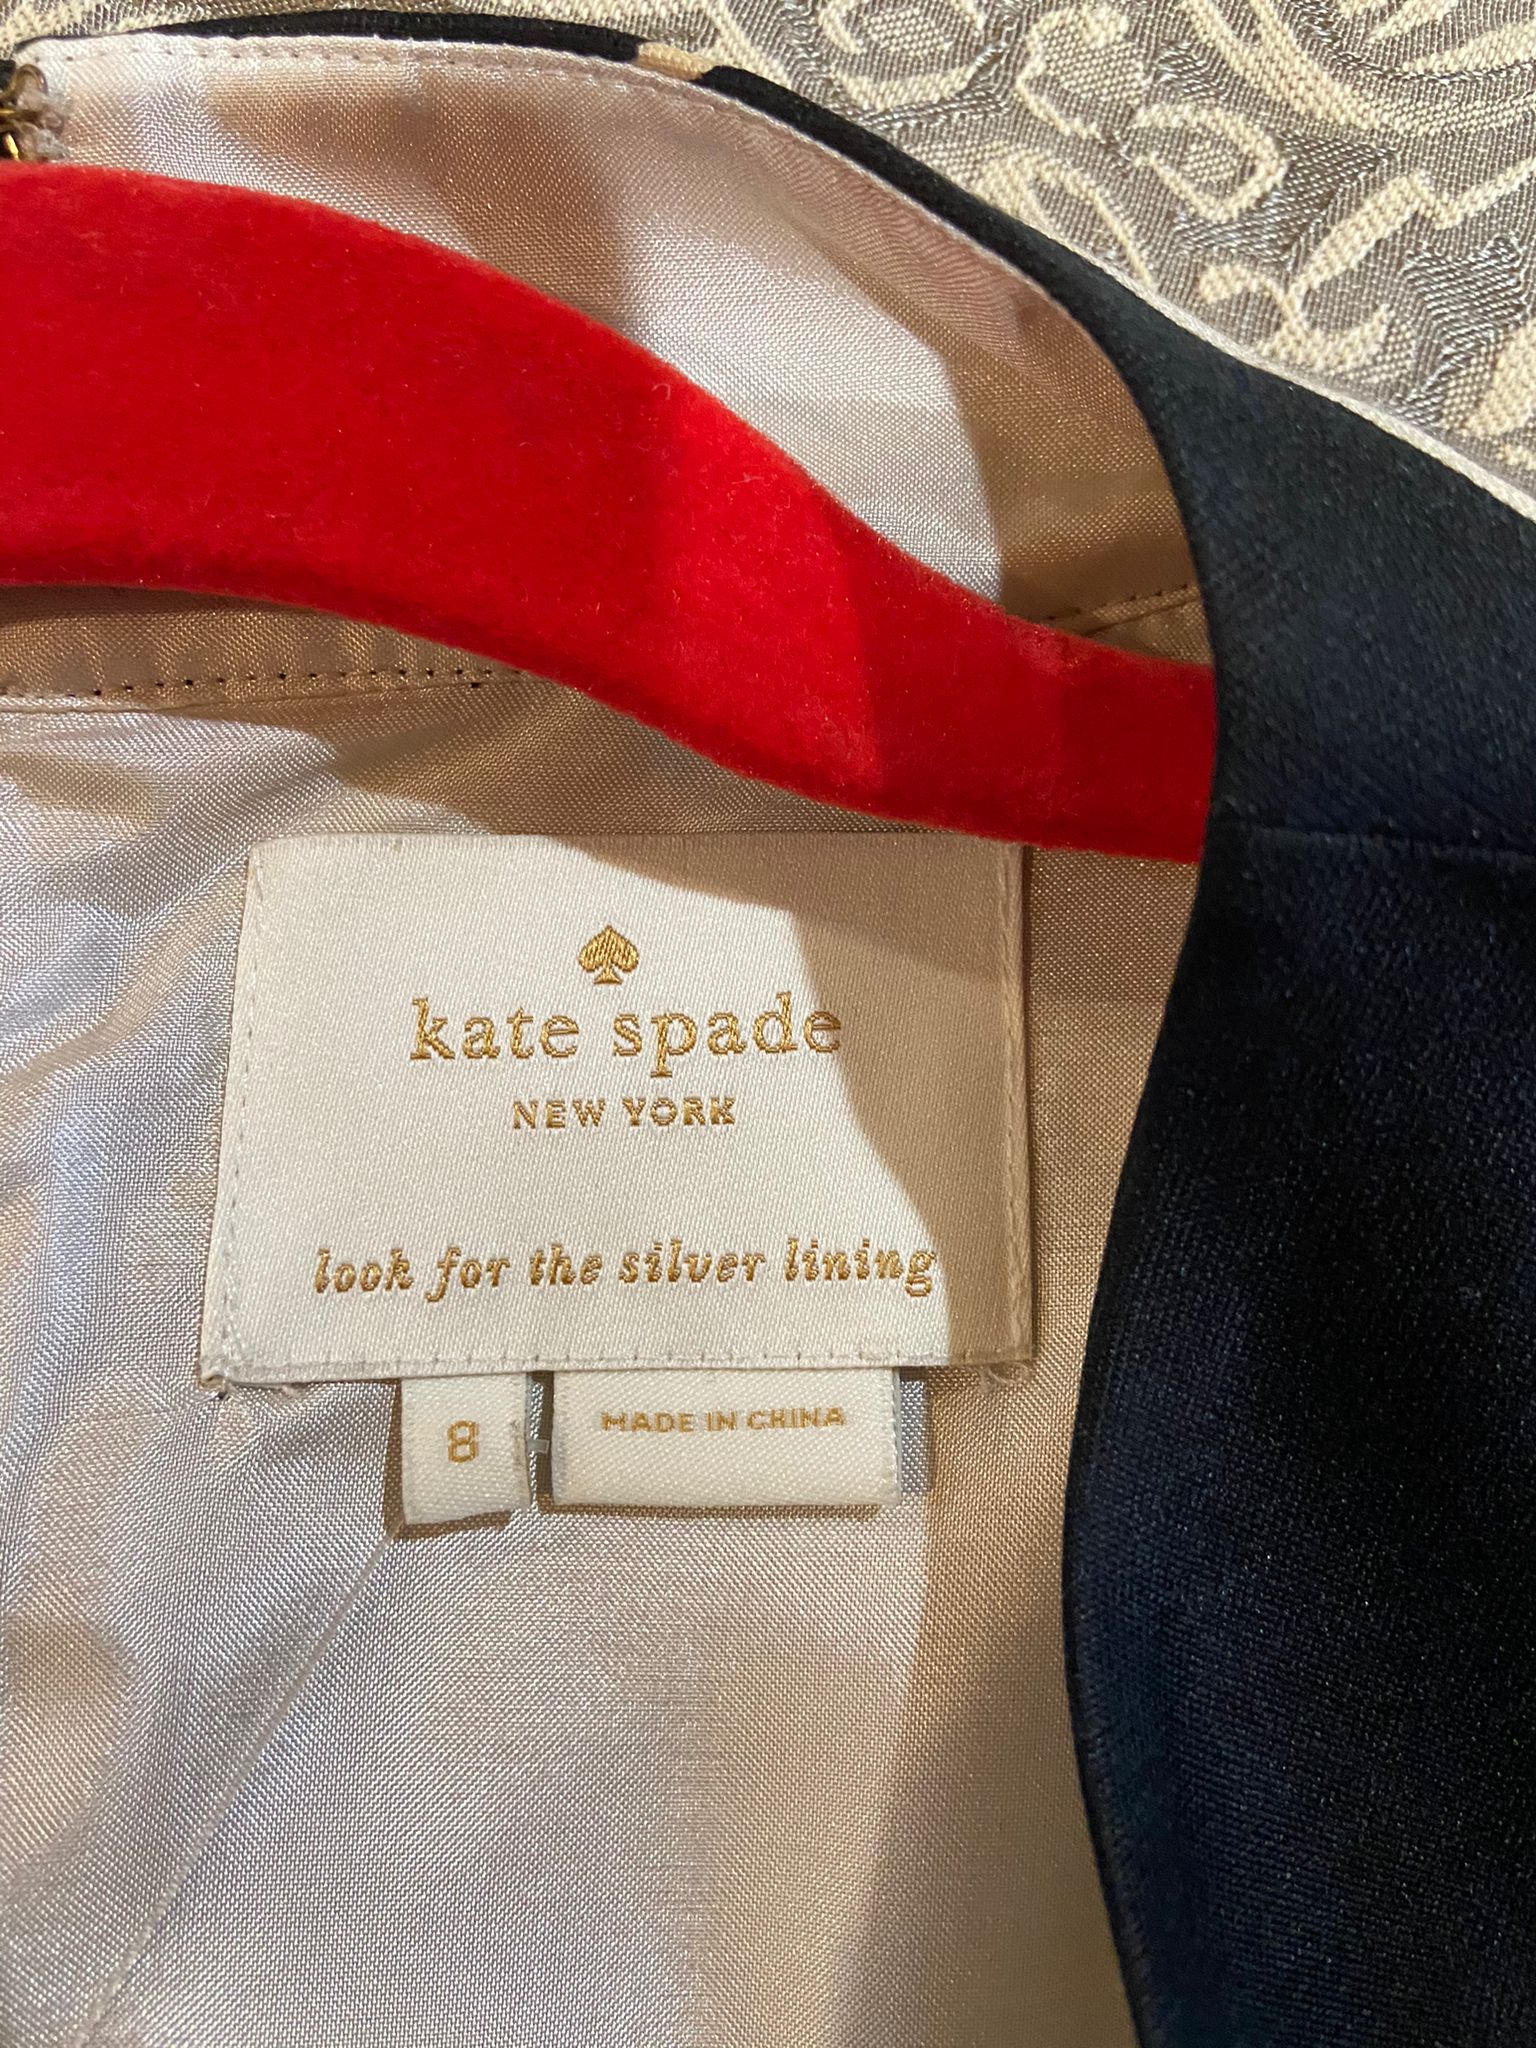 kate spade
NEW YORK
look for the silver lining
8
MADE IN CHINA